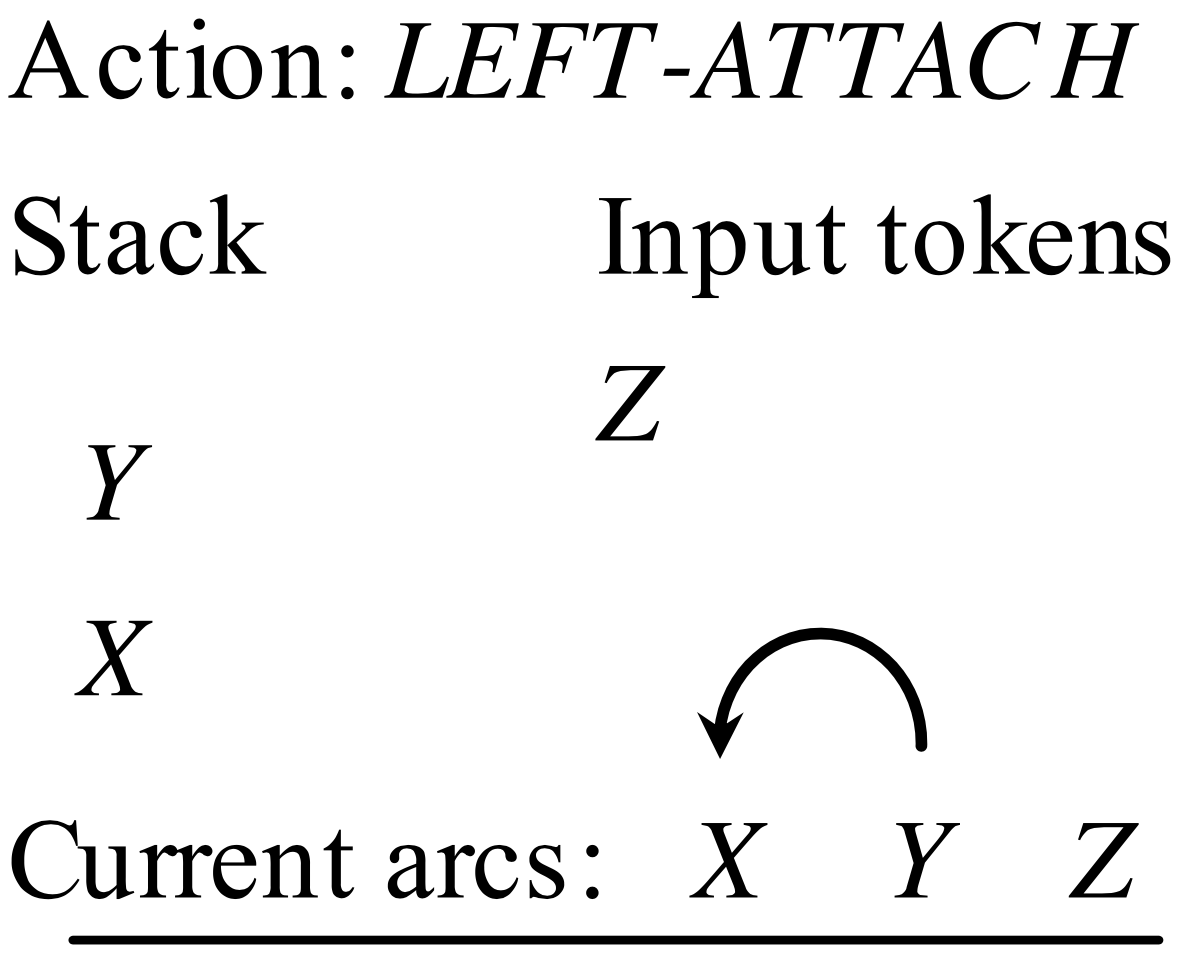 Action: LEFT-ATTACH
Stack Input tokens
Z
Y
X
Current arcs: X Y Z